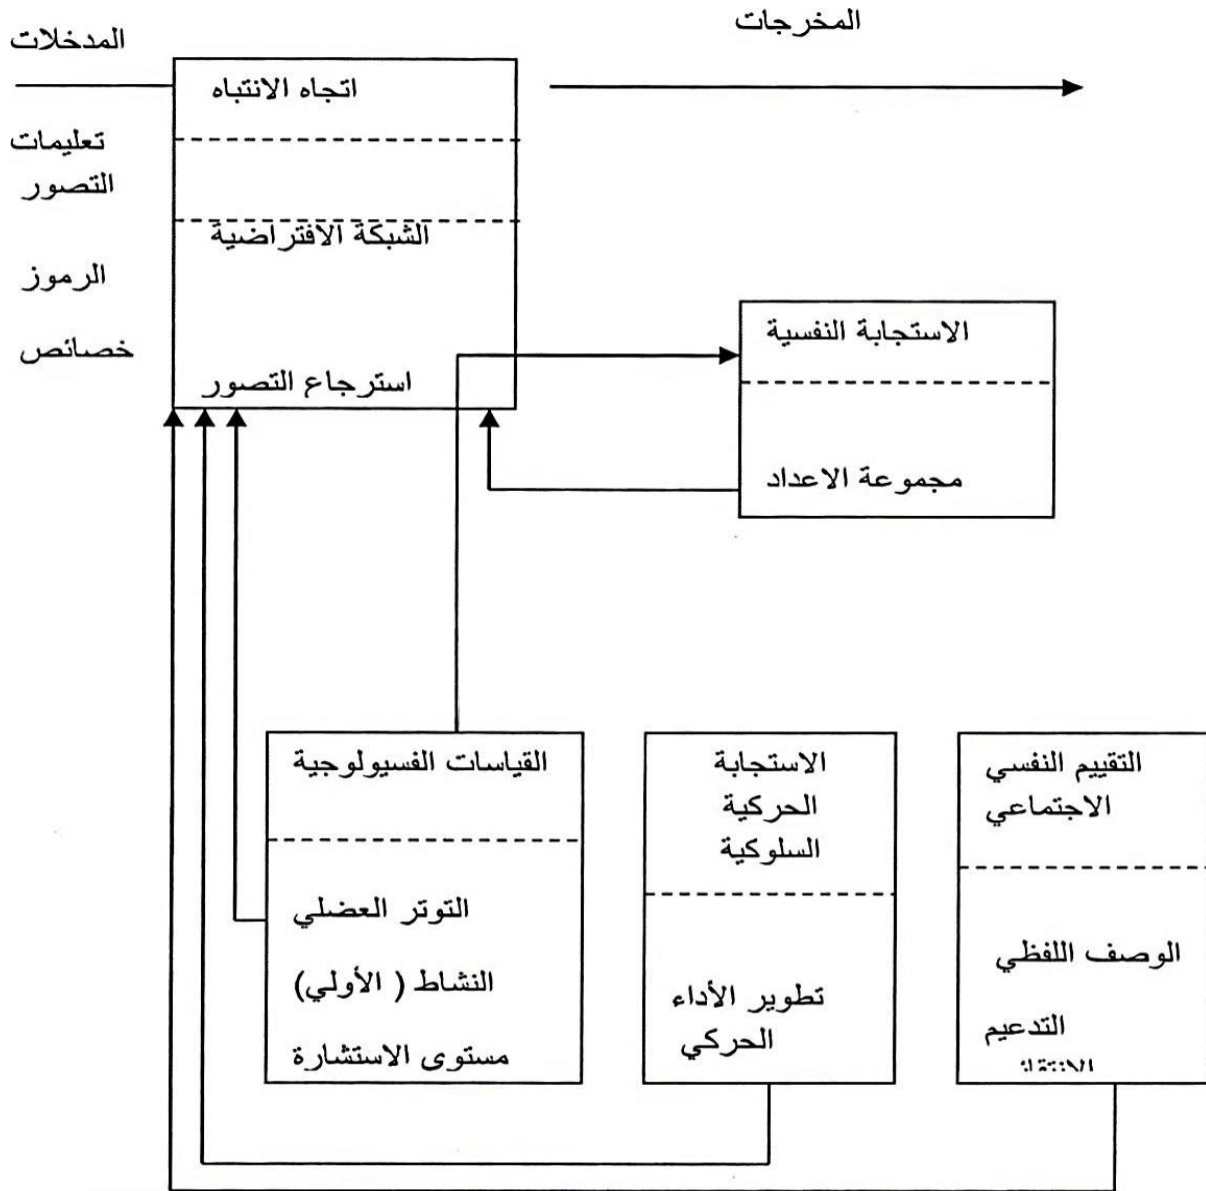 المخرجات
المدخلات
اتجاه الانتباه
تعليمات
التصور
الشبكة الافتراضية
الرموز
خصائص
استرجاع التصور
الاستجابة النفسية
مجموعة الاعداد
القياسات الفسيولوجية
التوتر العضلي
النشاط ( الأولي)
مستوى الاستشارة
الاستجابة
الحركية
السلوكية
تطوير الأداء
الحركي
التقييم النفسي
الاجتماعي
الوصف اللفظي
التدعيم